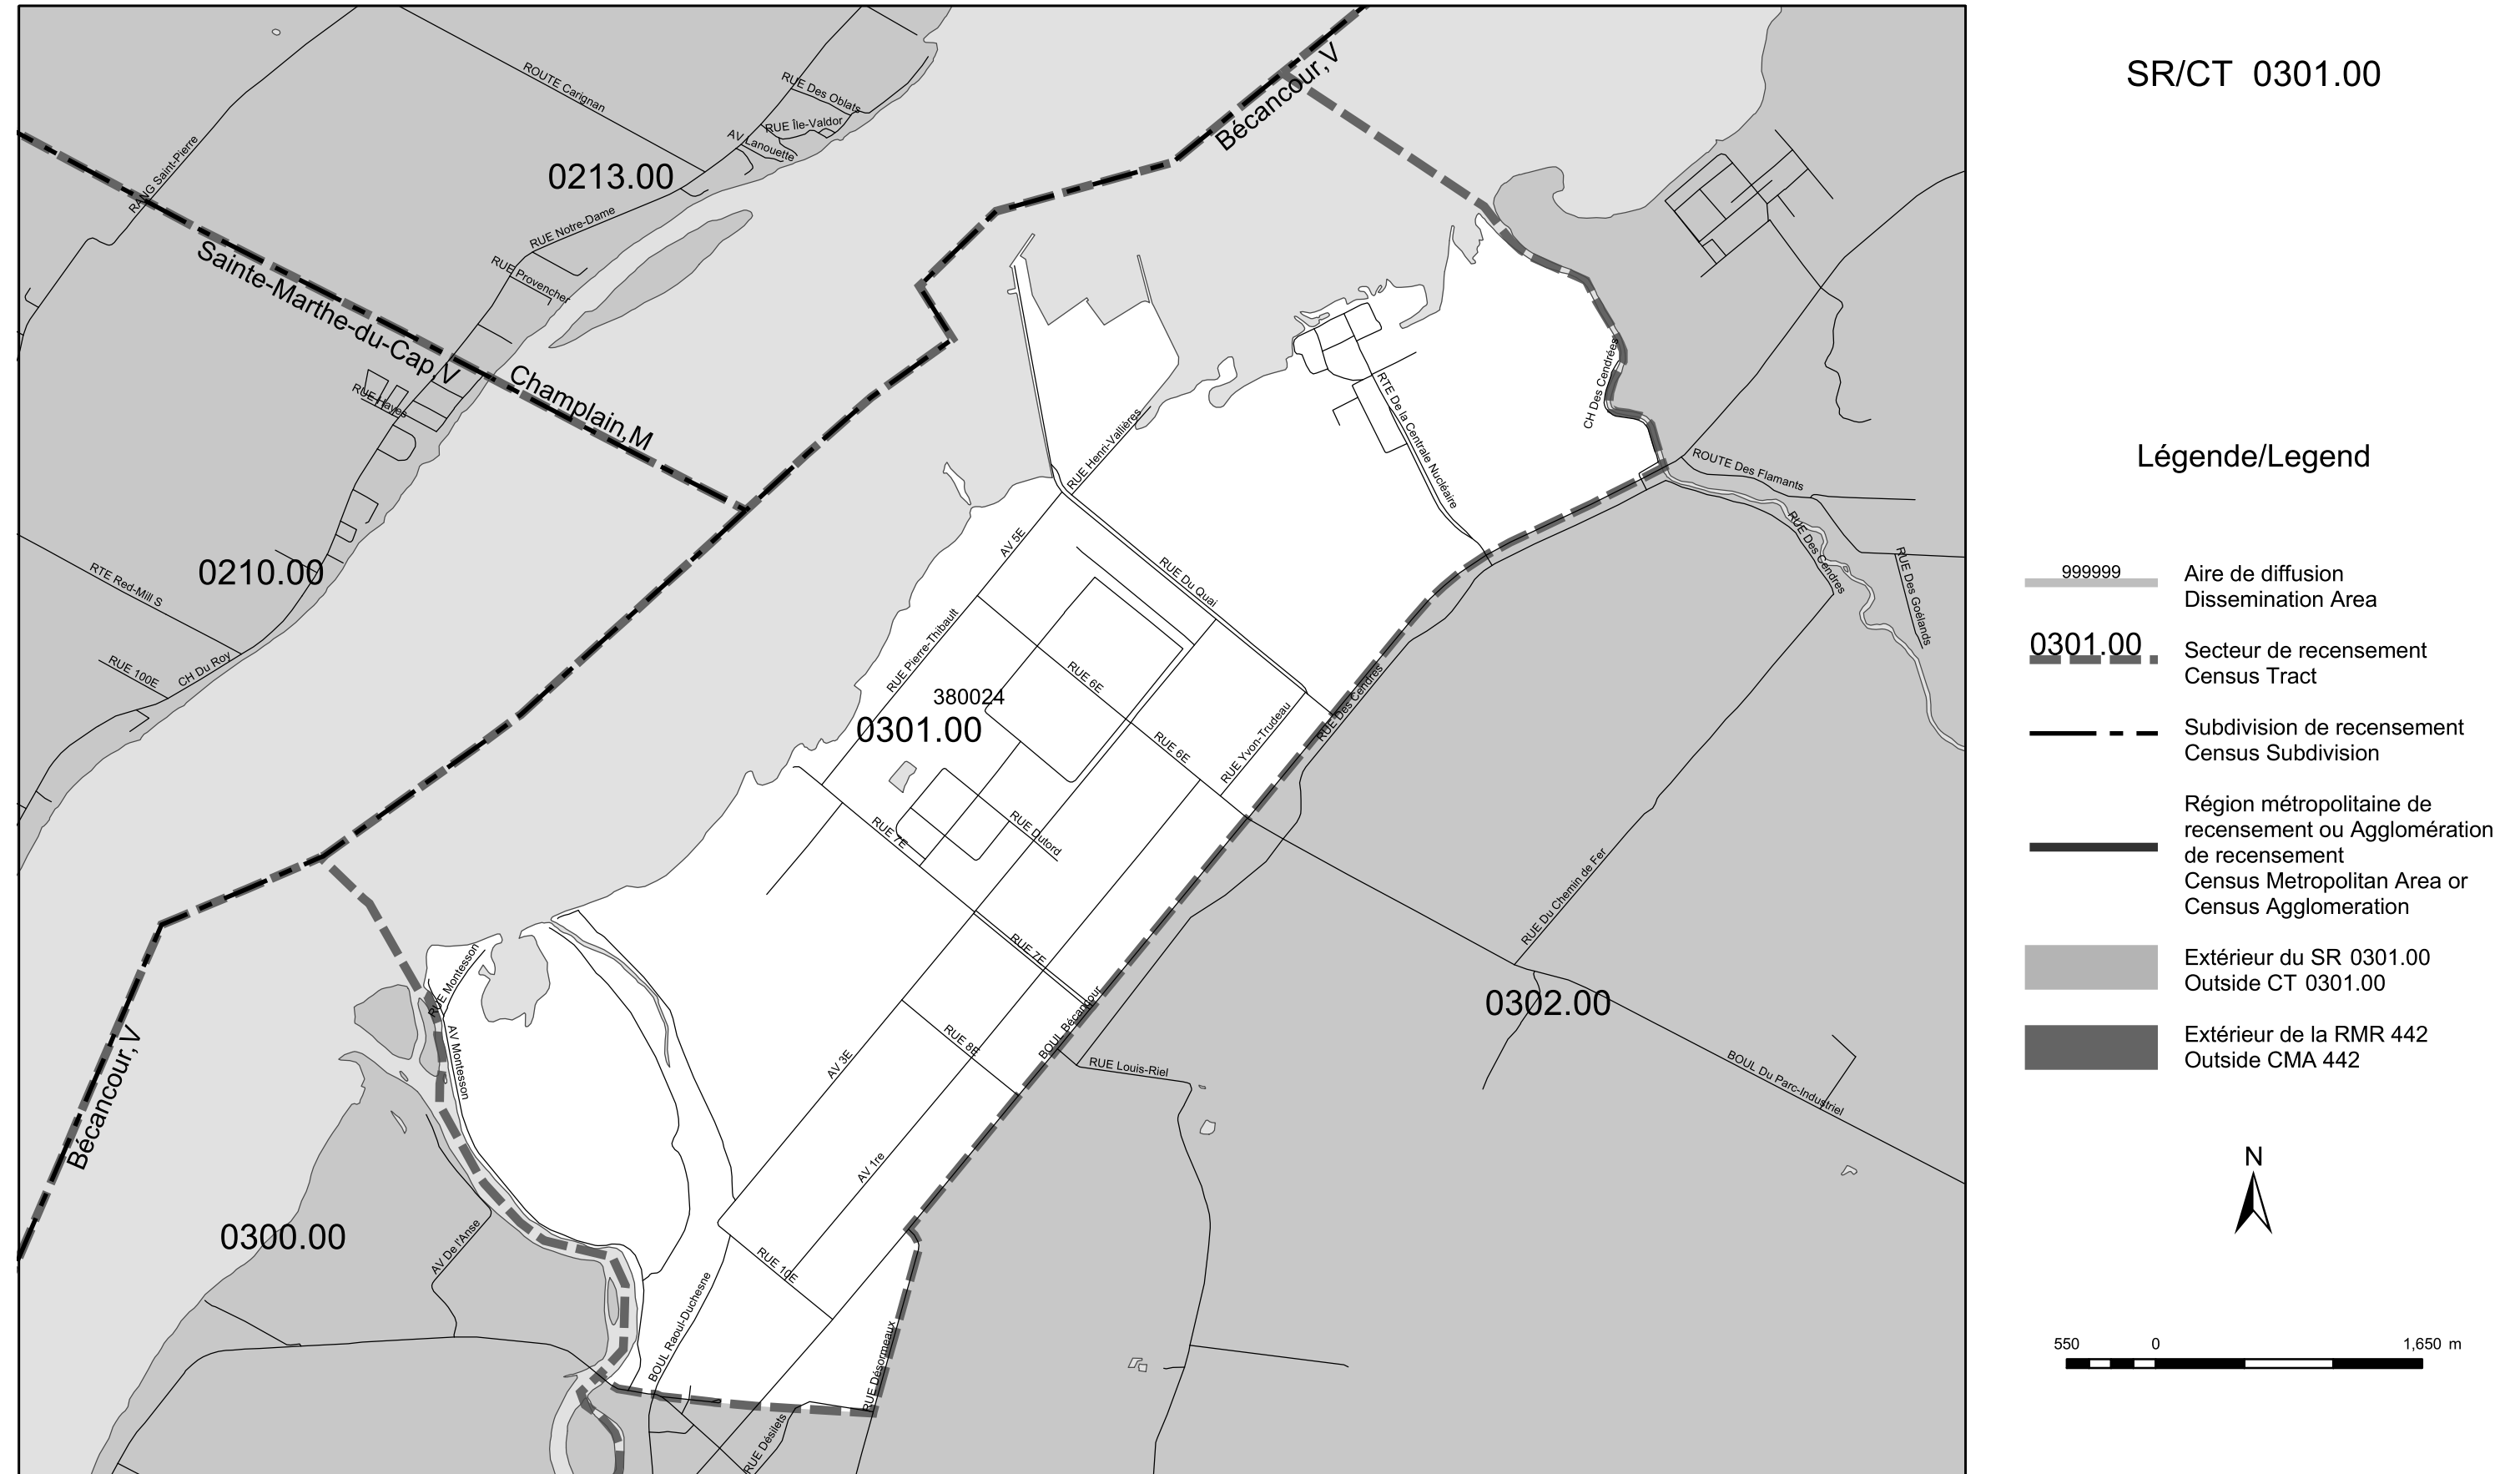 SR/CT 0301.00
Bécancour,V
ROUTE Carignan
RUE Des Oblats
RUE Île-Valdor
AV Lanouette
RANG Saint-Pierre
0213.00
RUE Notre-Dame
RUE Provencher
Sainte-Marthe-du-Cap,V
Champlain,M
RUE Hayes
CH Des Cendrées
RTE De la Centrale Nucléaire
RUE Henri-Vallières
ROUTE Des Flamants
RUE Des Cendres
RUE Des Goélands
AV 5E
RUE Du Quai
0210.00
RTE Red-Mill S
RUE 100E
CH Du Roy
RUE Pierre-Thibault
RUE 6E
380024
0301.00
RUE 6E
RUE Yvon-Trudeau
RUE Des Cendres
RUE 7E
RUE Dutord
RUE Du Chemin de Fer
RUE 7E
RUE Montesson
AV Montesson
BOUL Bécancour
0302.00
RUE 8E
AV 3E
RUE Louis-Riel
BOUL Du Parc-Industriel
Bécancour,V
AV 1re
0300.00
AV De l'Anse
RUE 10E
BOUL Raoul-Duchesne
RUE Désormeaux
RUE Désilets
Légende/Legend
999999
Aire de diffusion
Dissemination Area
0301.00
Secteur de recensement
Census Tract
Subdivision de recensement
Census Subdivision
Région métropolitaine de
recensement ou Agglomération
de recensement
Census Metropolitan Area or
Census Agglomeration
Extérieur du SR 0301.00
Outside CT 0301.00
Extérieur de la RMR 442
Outside CMA 442
N
550 0 1,650 m